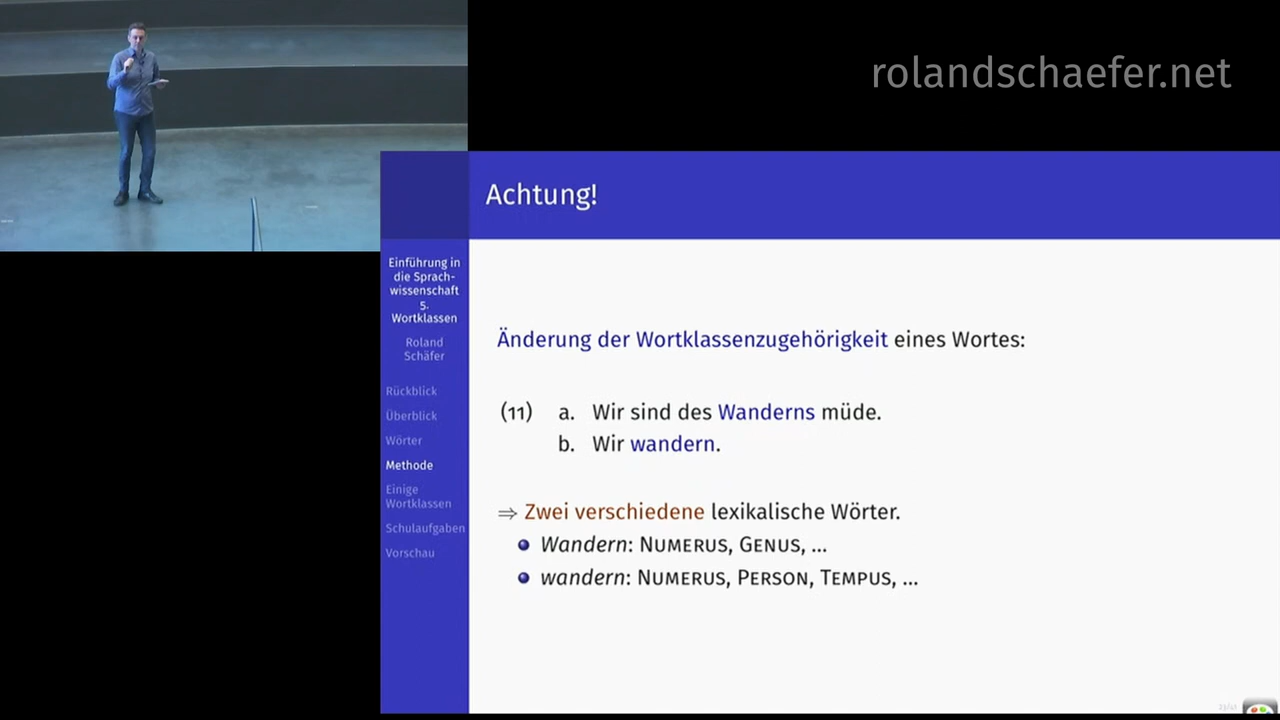 rolandschaefer.net
Achtung!
Einführung in
die Sprach-
wissenschaft
5.
Wortklassen
Roland
Schäfer
Rückblick
Überblick
Wörter
Methode
Einige
Wortklassen
Schulaufgaben
Vorschau
Änderung der Wortklassenzugehörigkeit eines Wortes:
(11) a. Wir sind des Wanderns müde.
b. Wir wandern.
⇒ Zwei verschiedene lexikalische Wörter.
• Wandern: NUMERUS, GENUS, ...
• wandern: NUMERUS, PERSON, TEMPUS, ...